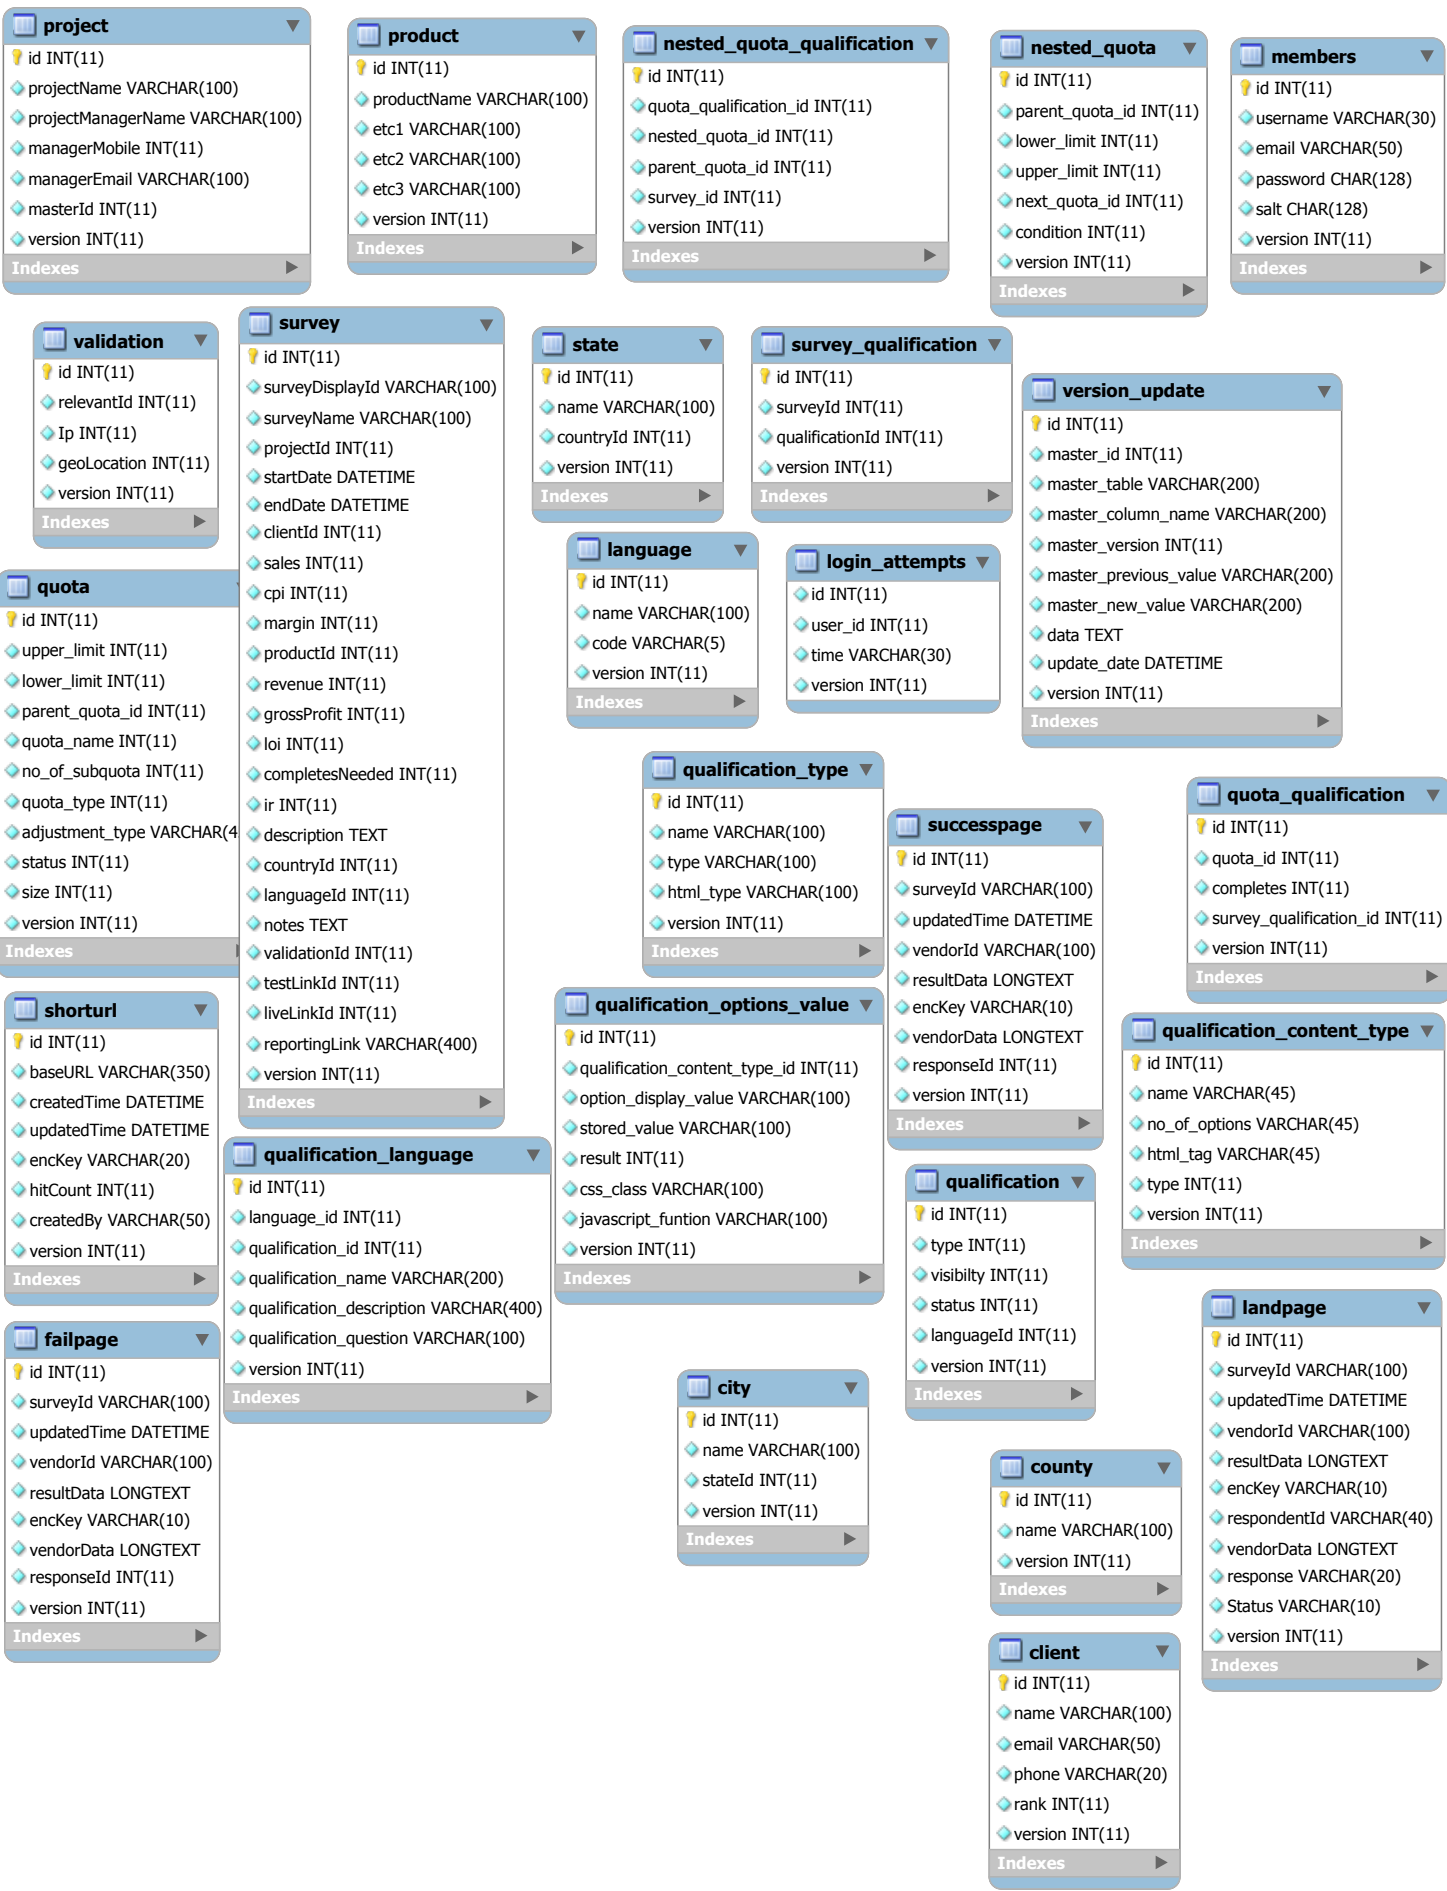 project
id INT(11)
projectName VARCHAR(100)
projectManagerName VARCHAR(100)
managerMobile INT(11)
managerEmail VARCHAR(100)
masterId INT(11)
version INT(11)
Indexes
product
id INT(11)
productName VARCHAR(100)
etc1 VARCHAR(100)
etc2 VARCHAR(100)
etc3 VARCHAR(100)
version INT(11)
Indexes
nested_quota_qualification
id INT(11)
quota_qualification_id INT(11)
nested_quota_id INT(11)
parent_quota_id INT(11)
survey_id INT(11)
version INT(11)
Indexes
nested_quota
id INT(11)
parent_quota_id INT(11)
lower_limit INT(11)
upper_limit INT(11)
next_quota_id INT(11)
condition INT(11)
version INT(11)
Indexes
members
id INT(11)
username VARCHAR(30)
email VARCHAR(50)
password CHAR(128)
salt CHAR(128)
version INT(11)
Indexes
validation
id INT(11)
relevantId INT(11)
Ip INT(11)
geoLocation INT(11)
version INT(11)
Indexes
survey
id INT(11)
surveyDisplayId VARCHAR(100)
surveyName VARCHAR(100)
projectId INT(11)
startDate DATETIME
endDate DATETIME
clientId INT(11)
sales INT(11)
cpi INT(11)
margin INT(11)
productId INT(11)
revenue INT(11)
grossProfit INT(11)
loi INT(11)
completesNeeded INT(11)
ir INT(11)
description TEXT
countryId INT(11)
languageId INT(11)
notes TEXT
validationId INT(11)
testLinkId INT(11)
liveLinkId INT(11)
reportingLink VARCHAR(400)
version INT(11)
Indexes
state
id INT(11)
name VARCHAR(100)
countryId INT(11)
version INT(11)
Indexes
survey_qualification
id INT(11)
surveyId INT(11)
qualificationId INT(11)
version INT(11)
Indexes
version_update
id INT(11)
master_id INT(11)
master_table VARCHAR(200)
master_column_name VARCHAR(200)
master_version INT(11)
master_previous_value VARCHAR(200)
master_new_value VARCHAR(200)
data TEXT
update_date DATETIME
version INT(11)
Indexes
language
id INT(11)
name VARCHAR(100)
code VARCHAR(5)
version INT(11)
Indexes
login_attempts
id INT(11)
user_id INT(11)
time VARCHAR(30)
version INT(11)
quota
id INT(11)
upper_limit INT(11)
lower_limit INT(11)
parent_quota_id INT(11)
quota_name INT(11)
no_of_subquota INT(11)
quota_type INT(11)
adjustment_type VARCHAR(4
status INT(11)
size INT(11)
version INT(11)
Indexes
qualification_type
id INT(11)
name VARCHAR(100)
type VARCHAR(100)
html_type VARCHAR(100)
version INT(11)
Indexes
successpage
id INT(11)
surveyId VARCHAR(100)
updatedTime DATETIME
vendorId VARCHAR(100)
resultData LONGTEXT
encKey VARCHAR(10)
vendorData LONGTEXT
responseId INT(11)
version INT(11)
Indexes
quota_qualification
id INT(11)
quota_id INT(11)
completes INT(11)
survey_qualification_id INT(11)
version INT(11)
Indexes
shorturl
id INT(11)
baseURL VARCHAR(350)
createdTime DATETIME
updatedTime DATETIME
encKey VARCHAR(20)
hitCount INT(11)
createdBy VARCHAR(50)
version INT(11)
Indexes
qualification_options_value
id INT(11)
qualification_content_type_id INT(11)
option_display_value VARCHAR(100)
stored_value VARCHAR(100)
result INT(11)
css_class VARCHAR(100)
javascript_funtion VARCHAR(100)
version INT(11)
Indexes
qualification_content_type
id INT(11)
name VARCHAR(45)
no_of_options VARCHAR(45)
html_tag VARCHAR(45)
type INT(11)
version INT(11)
Indexes
qualification_language
id INT(11)
language_id INT(11)
qualification_id INT(11)
qualification_name VARCHAR(200)
qualification_description VARCHAR(400)
qualification_question VARCHAR(100)
version INT(11)
Indexes
qualification
id INT(11)
type INT(11)
visibilty INT(11)
status INT(11)
languageId INT(11)
version INT(11)
Indexes
landpage
id INT(11)
surveyId VARCHAR(100)
updatedTime DATETIME
vendorId VARCHAR(100)
resultData LONGTEXT
encKey VARCHAR(10)
respondentId VARCHAR(40)
vendorData LONGTEXT
response VARCHAR(20)
Status VARCHAR(10)
version INT(11)
Indexes
failpage
id INT(11)
surveyId VARCHAR(100)
updatedTime DATETIME
vendorId VARCHAR(100)
resultData LONGTEXT
encKey VARCHAR(10)
vendorData LONGTEXT
responseId INT(11)
version INT(11)
Indexes
city
id INT(11)
name VARCHAR(100)
stateId INT(11)
version INT(11)
Indexes
county
id INT(11)
name VARCHAR(100)
version INT(11)
Indexes
client
id INT(11)
name VARCHAR(100)
email VARCHAR(50)
phone VARCHAR(20)
rank INT(11)
version INT(11)
Indexes